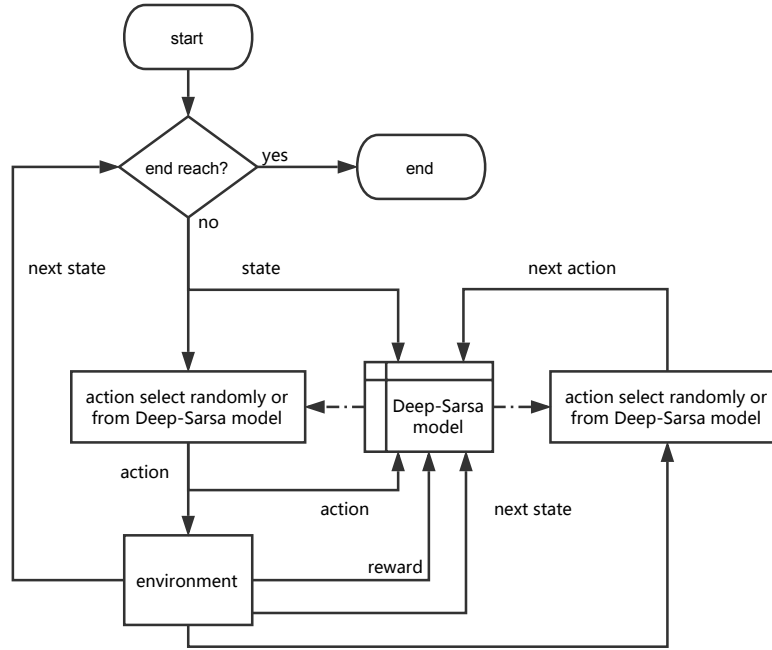 start
end reach?
yes
end
no
next state
state
next action
action select randomly or
from Deep-Sarsa model
Deep-Sarsa
model
action select randomly or
from Deep-Sarsa model
action
action
next state
environment
reward